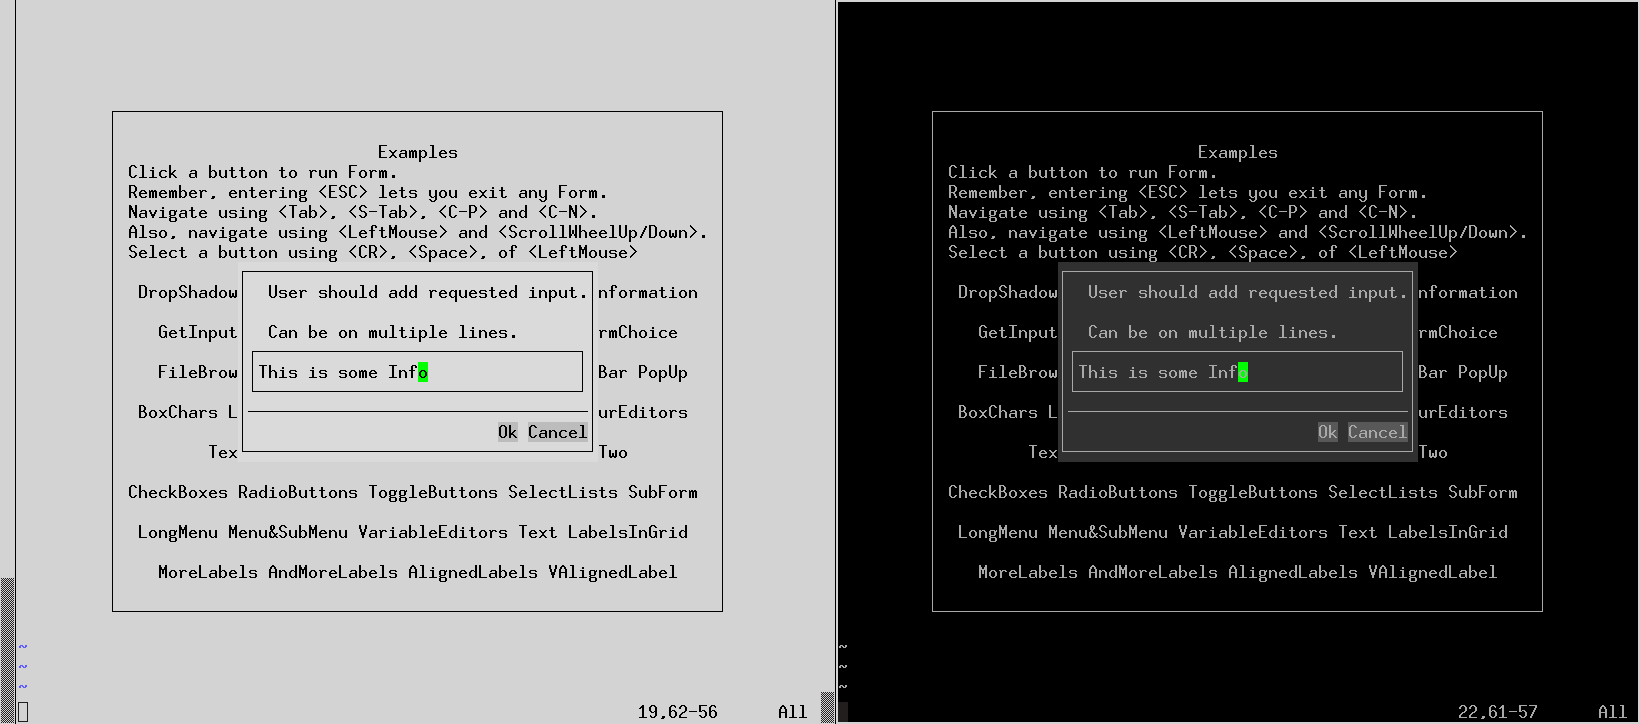 Examples
Click a button to run Form.
Remember, entering <ESC> lets you exit any Form.
Navigate using <Tab>, <S-Tab>, <C-P> and <C-N>.
Also, navigate using <LeftMouse> and <ScrollWheelUp/Down>.
Select a button using <CR>, <Space>, of <LeftMouse>
DropShadow User should add requested input. nformation
GetInput Can be on multiple lines. rmChoice
FileBrow This is some Info Bar PopUp
BoxChars L urEditors
Ok Cancel
Tex Two
CheckBoxes RadioButtons ToggleButtons SelectLists SubForm
LongMenu Menu&SubMenu VariableEditors Text LabelsInGrid
MoreLabels AndMoreLabels AlignedLabels VAlignedLabel
~
~
~
19,62-56 All
Examples
Click a button to run Form.
Remember, entering <ESC> lets you exit any Form.
Navigate using <Tab>, <S-Tab>, <C-P> and <C-N>.
Also, navigate using <LeftMouse> and <ScrollWheelUp/Down>.
Select a button using <CR>, <Space>, of <LeftMouse>
DropShadow User should add requested input. nformation
GetInput Can be on multiple lines. rmChoice
FileBrow This is some Info Bar PopUp
BoxChars L urEditors
Ok Cancel
Tex Two
CheckBoxes RadioButtons ToggleButtons SelectLists SubForm
LongMenu Menu&SubMenu VariableEditors Text LabelsInGrid
MoreLabels AndMoreLabels AlignedLabels VAlignedLabel
~
~
~
22,61-57 All